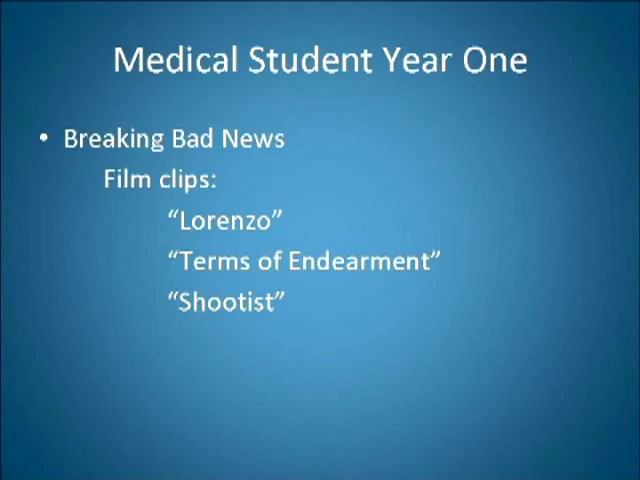 Medical Student Year One
• Breaking Bad News
Film clips:
“Lorenzo”
“Terms of Endearment”
“Shootist”